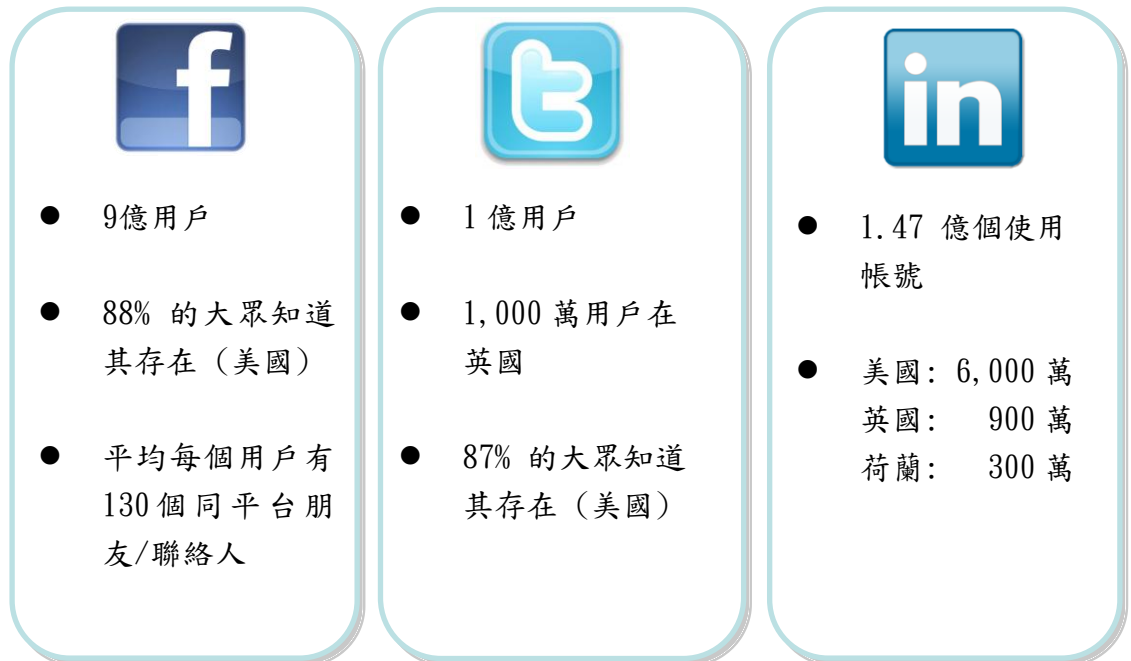 f
t
in
9億用戶
88% 的大眾知道
其存在（美國）
平均每個用戶有
130個同平台朋
友/聯絡人
1 億用戶
1,000 萬用戶在
英國
87% 的大眾知道
其存在（美國）
1.47 億個使用
帳號
美國: 6,000 萬
英國: 900 萬
荷蘭: 300 萬